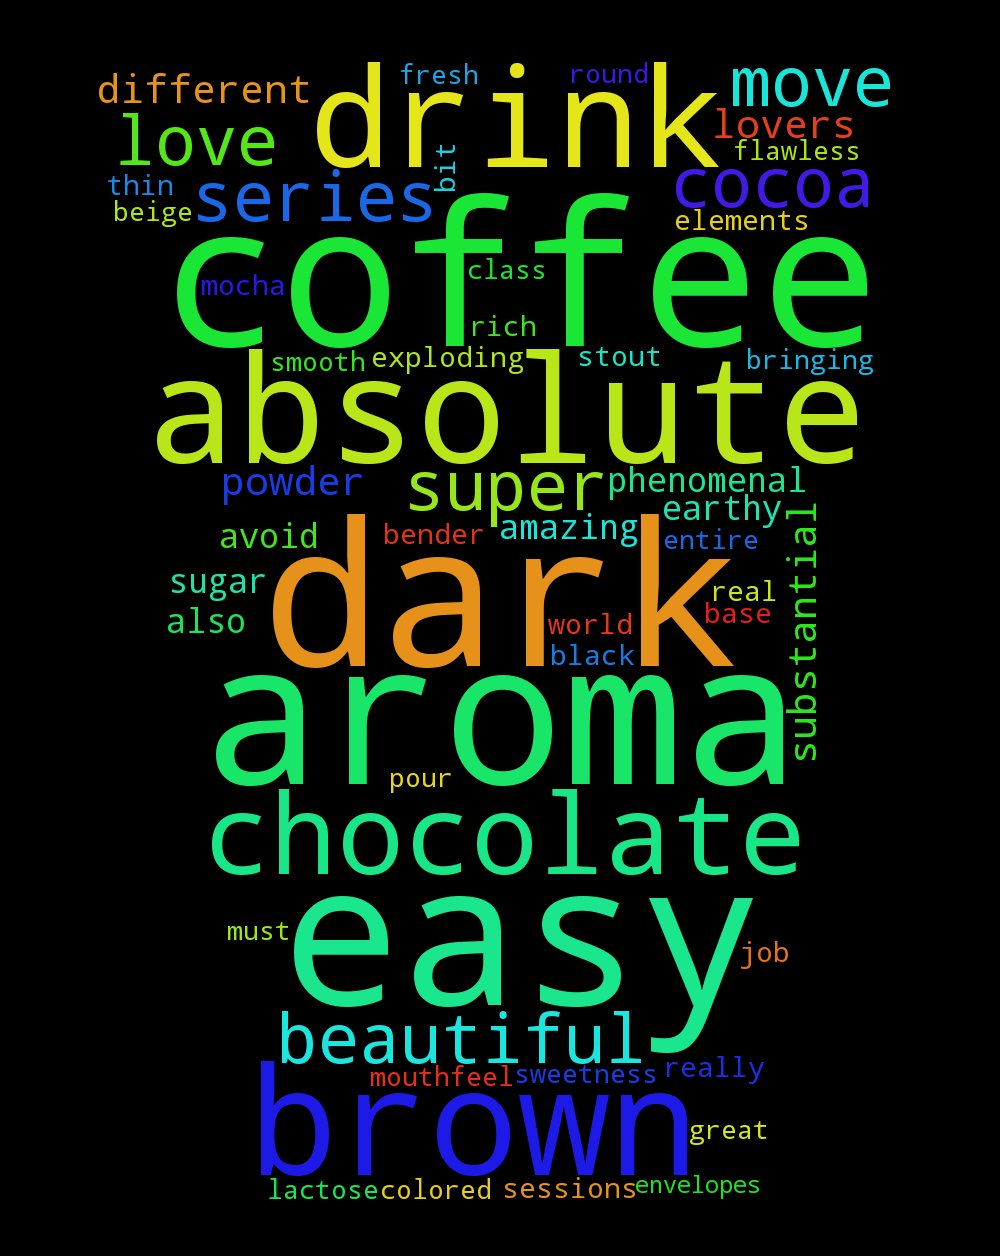 fresh
round
drink
move
different
lovers
love
bit
flawless
thin
series
cocoa
beige
elements
coffee
class
mocha
rich
smooth
exploding
stout
bringing
absolute
powder
super
phenomenal
earthy
avoid
bender
amazing
entire
substantial
dark
sugar
real
base
also
world
black
aroma
pour
chocolate
easy
must
job
beautiful
mouthfeel
sweetness
really
brown
great
lactose
colored
sessions
envelopes